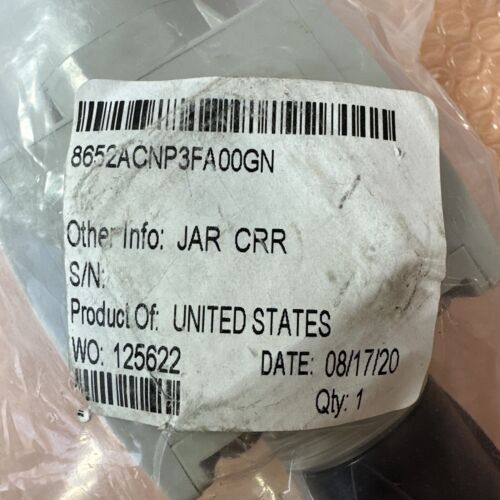 8652ACNP3FA00GN
Other Info: JAR CRR
S/N:
Product Of: UNITED STATES
WO: 125622 DATE: 08/17/20
Qty: 1